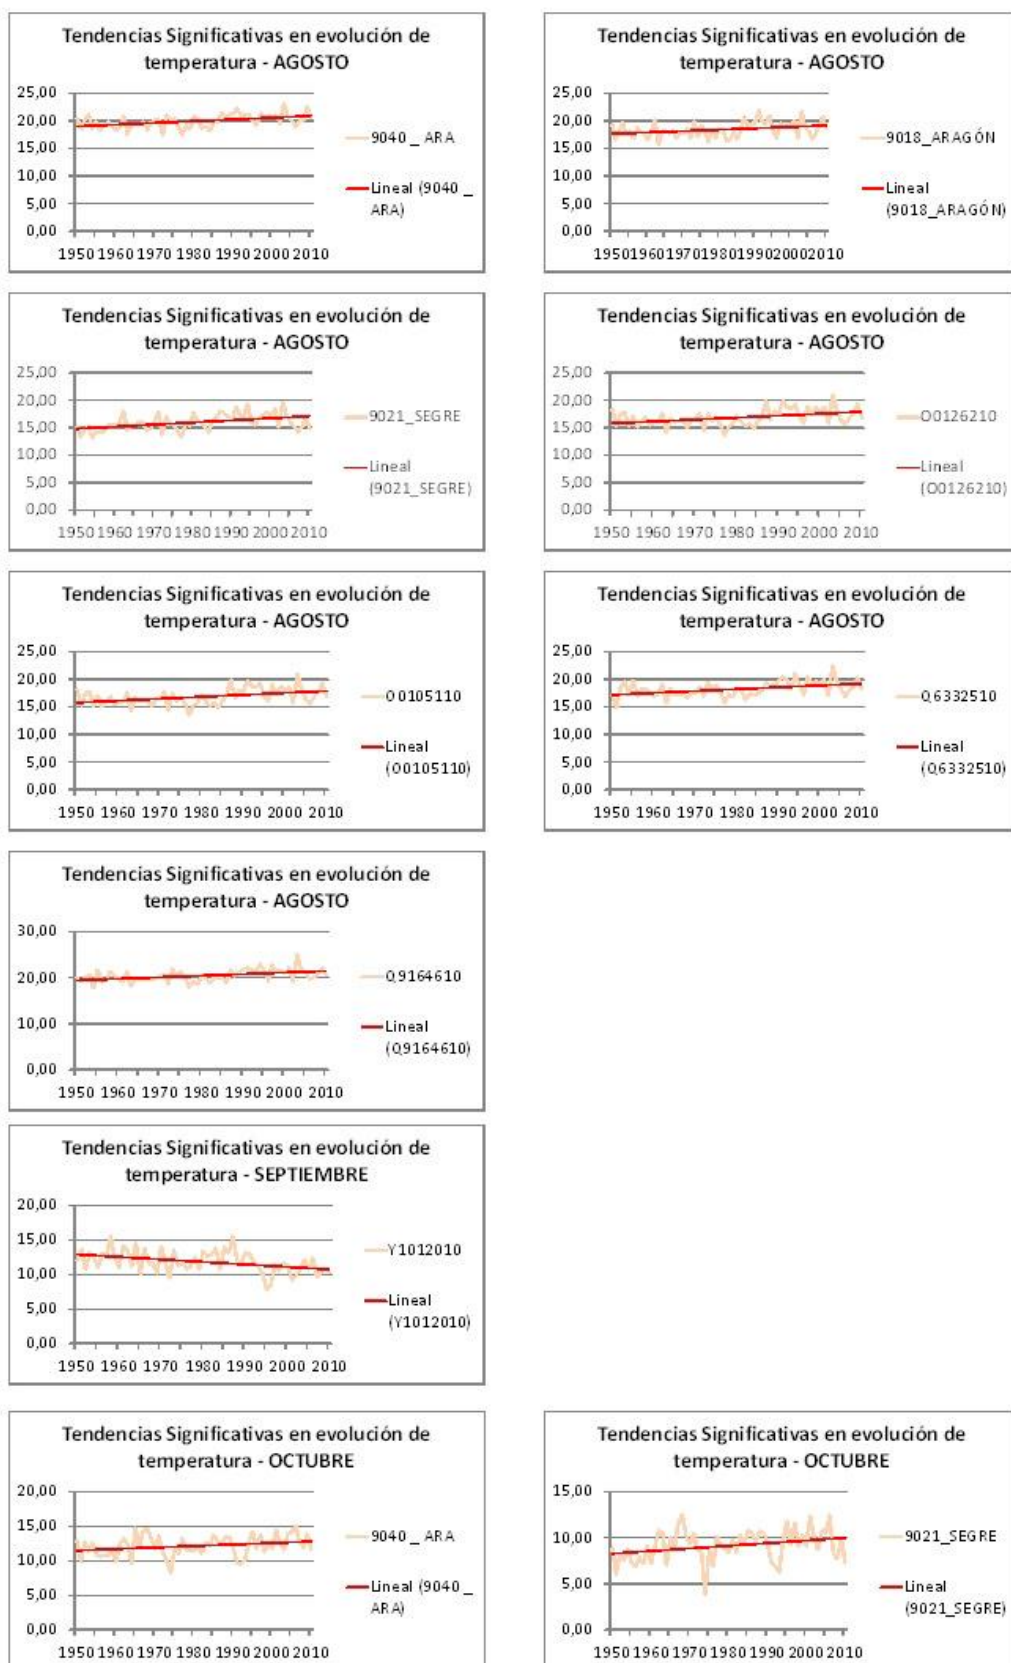 Tendencias Significativas en evolución de
temperatura - AGOSTO
25,00
20,00
15,00
10,00
5,00
0,00
1950 1960 1970 1980 1990 2000 2010
9040 _ ARA
Lineal (9040 _
ARA)
Tendencias Significativas en evolución de
temperatura - AGOSTO
25,00
20,00
15,00
10,00
5,00
0,00
1950 1960 1970 1980 1990 2000 2010
9018_ARAGÓN
Lineal
(9018_ARAGÓN)
Tendencias Significativas en evolución de
temperatura - AGOSTO
25,00
20,00
15,00
10,00
5,00
0,00
1950 1960 1970 1980 1990 2000 2010
9021_SEGRE
Lineal
(9021_SEGRE)
Tendencias Significativas en evolución de
temperatura - AGOSTO
25,00
20,00
15,00
10,00
5,00
0,00
1950 1960 1970 1980 1990 2000 2010
O0126210
Lineal
(O0126210)
Tendencias Significativas en evolución de
temperatura - AGOSTO
25,00
20,00
15,00
10,00
5,00
0,00
1950 1960 1970 1980 1990 2000 2010
O0105110
Lineal
(O0105110)
Tendencias Significativas en evolución de
temperatura - AGOSTO
25,00
20,00
15,00
10,00
5,00
0,00
1950 1960 1970 1980 1990 2000 2010
Q6332510
Lineal
(Q6332510)
Tendencias Significativas en evolución de
temperatura - AGOSTO
30,00
20,00
10,00
0,00
1950 1960 1970 1980 1990 2000 2010
Q9164610
Lineal
(Q9164610)
Tendencias Significativas en evolución de
temperatura - SEPTIEMBRE
20,00
15,00
10,00
5,00
0,00
1950 1960 1970 1980 1990 2000 2010
Y1012010
Lineal
(Y1012010)
Tendencias Significativas en evolución de
temperatura - OCTUBRE
20,00
15,00
10,00
5,00
0,00
1950 1960 1970 1980 1990 2000 2010
9040 _ ARA
Lineal (9040 _
ARA)
Tendencias Significativas en evolución de
temperatura - OCTUBRE
15,00
10,00
5,00
0,00
1950 1960 1970 1980 1990 2000 2010
9021_SEGRE
Lineal
(9021_SEGRE)